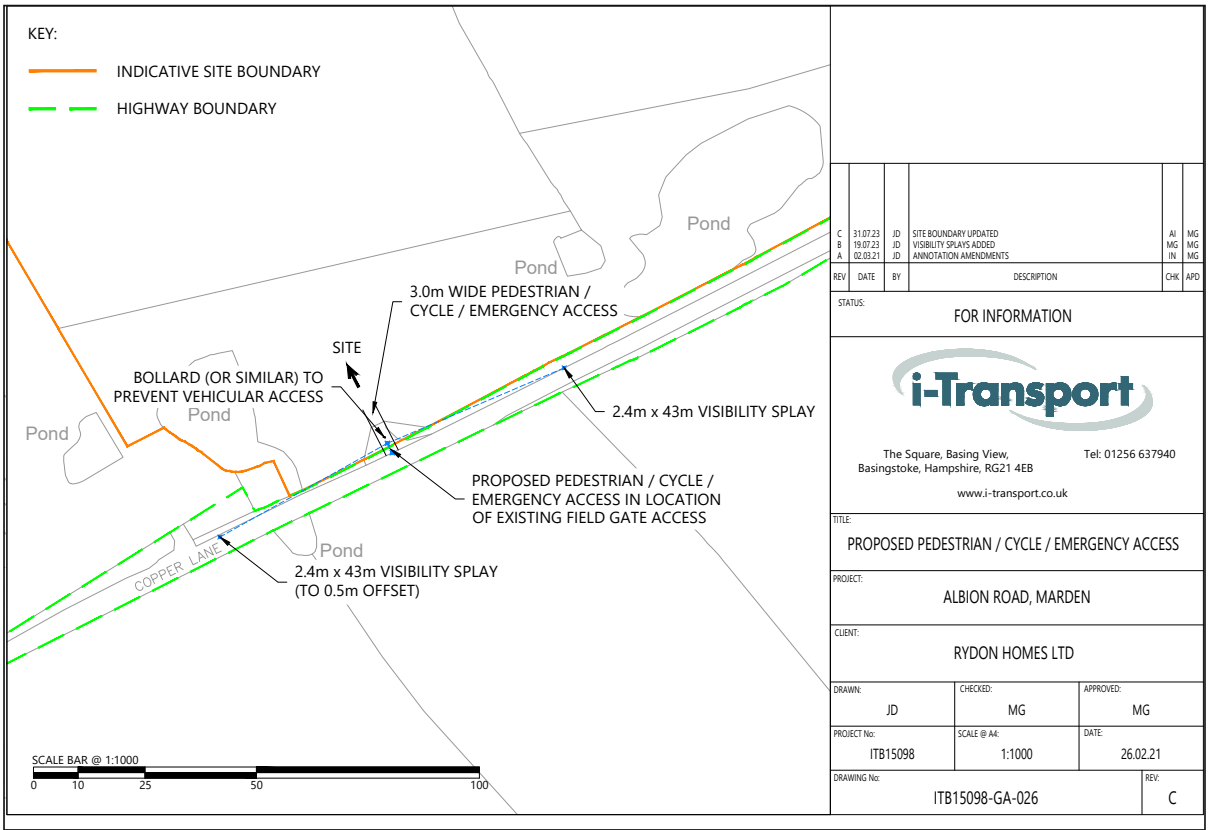 KEY:
INDICATIVE SITE BOUNDARY
HIGHWAY BOUNDARY
Pond
Pond
3.0m WIDE PEDESTRIAN /
CYCLE / EMERGENCY ACCESS
SITE
BOLLARD (OR SIMILAR) TO
PREVENT VEHICULAR ACCESS
Pond
Pond
2.4m x 43m VISIBILITY SPLAY
PROPOSED PEDESTRIAN / CYCLE /
EMERGENCY ACCESS IN LOCATION
OF EXISTING FIELD GATE ACCESS
Pond
COPPER LANE
2.4m x 43m VISIBILITY SPLAY
(TO 0.5m OFFSET)
SCALE BAR @ 1:1000
0 10 25 50 100
C 31.07.23 JD SITE BOUNDARY UPDATED AI MG
B 19.07.23 JD VISIBILITY SPLAYS ADDED MG MG
A 02.03.21 JD ANNOTATION AMENDMENTS IN MG
REV DATE BY DESCRIPTION CHK APD
STATUS:
FOR INFORMATION
i-Transport
The Square, Basing View, Tel: 01256 637940
Basingstoke, Hampshire, RG21 4EB
www.i-transport.co.uk
TITLE:
PROPOSED PEDESTRIAN / CYCLE / EMERGENCY ACCESS
PROJECT:
ALBION ROAD, MARDEN
CLIENT:
RYDON HOMES LTD
DRAWN: CHECKED: APPROVED:
JD MG MG
PROJECT No: SCALE @ A4: DATE:
ITB15098 1:1000 26.02.21
DRAWING No: REV:
ITB15098-GA-026 C